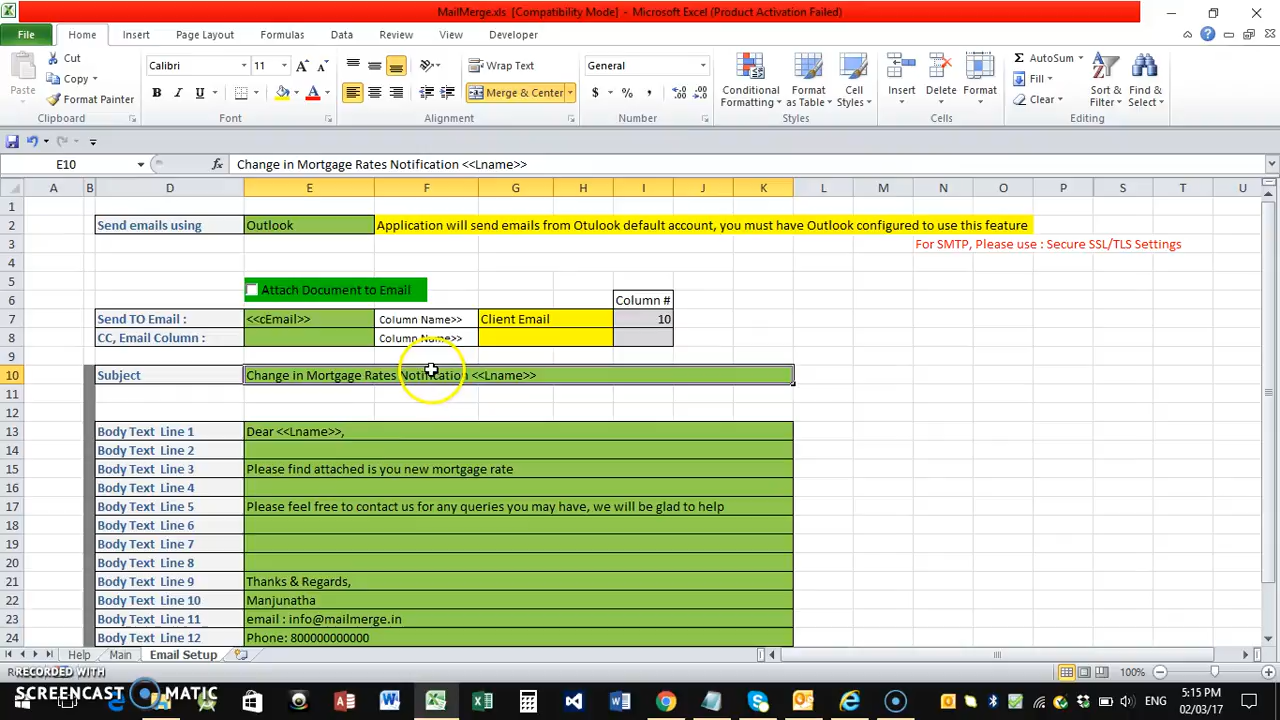 MailMerge.xls [Compatibility Mode] - Microsoft Excel (Product Activation Failed)
File Home Insert Page Layout Formulas Data Review View Developer
Paste Cut Copy Format Painter Clipboard
Calibri 11 B I U A A A Font
Wrap Text Merge & Center Alignment
General $ % , Number
Conditional Formatting Format as Table Cell Styles Styles
Insert Delete Format Cells
Σ AutoSum Fill Clear Sort & Filter Find & Select Editing
E10 fx Change in Mortgage Rates Notification <<Lname>>
A B D E F G H I J K L M N O P Q R S T U
1
2 Send emails using Outlook Application will send emails from Otulook default account, you must have Outlook configured to use this feature
3 For SMTP, Please use : Secure SSL/TLS Settings
4
5 Attach Document to Email
6 Column #
7 Send TO Email : <<cEmail>> Column Name>> Client Email 10
8 CC, Email Column : Column Name>>
9
10 Subject Change in Mortgage Rates Notification <<Lname>>
11
12
13 Body Text Line 1 Dear <<Lname>>,
14 Body Text Line 2
15 Body Text Line 3 Please find attached is you new mortgage rate
16 Body Text Line 4
17 Body Text Line 5 Please feel free to contact us for any queries you may have, we will be glad to help
18 Body Text Line 6
19 Body Text Line 7
20 Body Text Line 8
21 Body Text Line 9 Thanks & Regards,
22 Body Text Line 10 Manjunatha
23 Body Text Line 11 email : info@mailmerge.in
24 Body Text Line 12 Phone: 800000000000
Help Main Email Setup
RECORDED WITH 100%
SCREENCAST MATIC ENG 5:15 PM
02/03/17